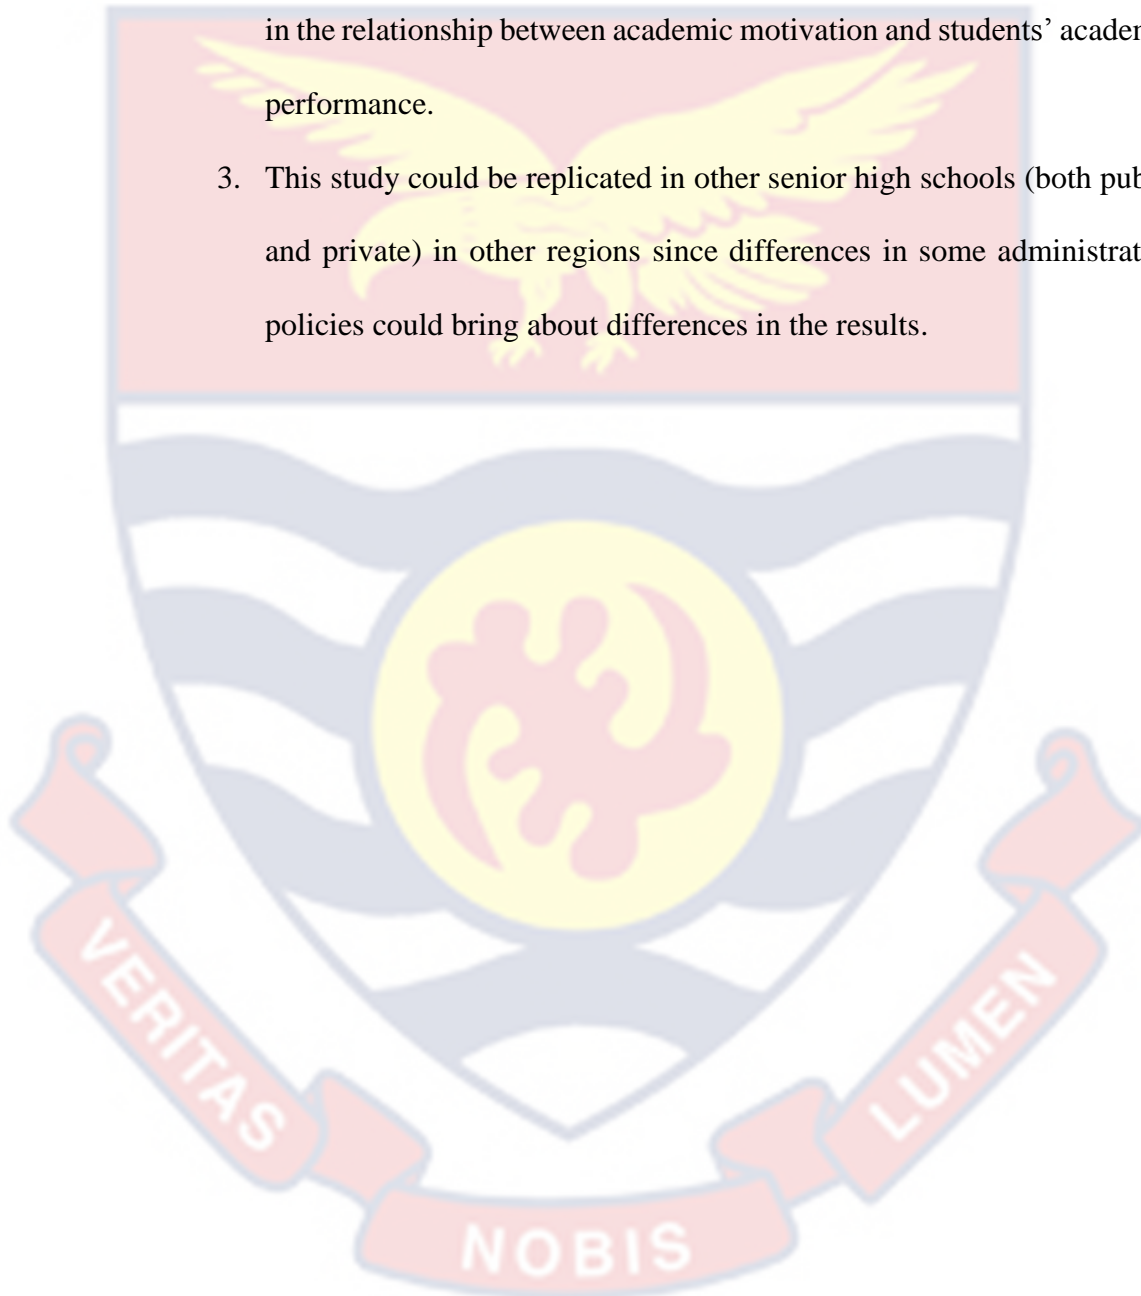 in the relationship between academic motivation and students' academ
performance.
3. This study could be replicated in other senior high schools (both pub
and private) in other regions since differences in some administrat
policies could bring about differences in the results.
VERITAS
NOBIS
LUMEN